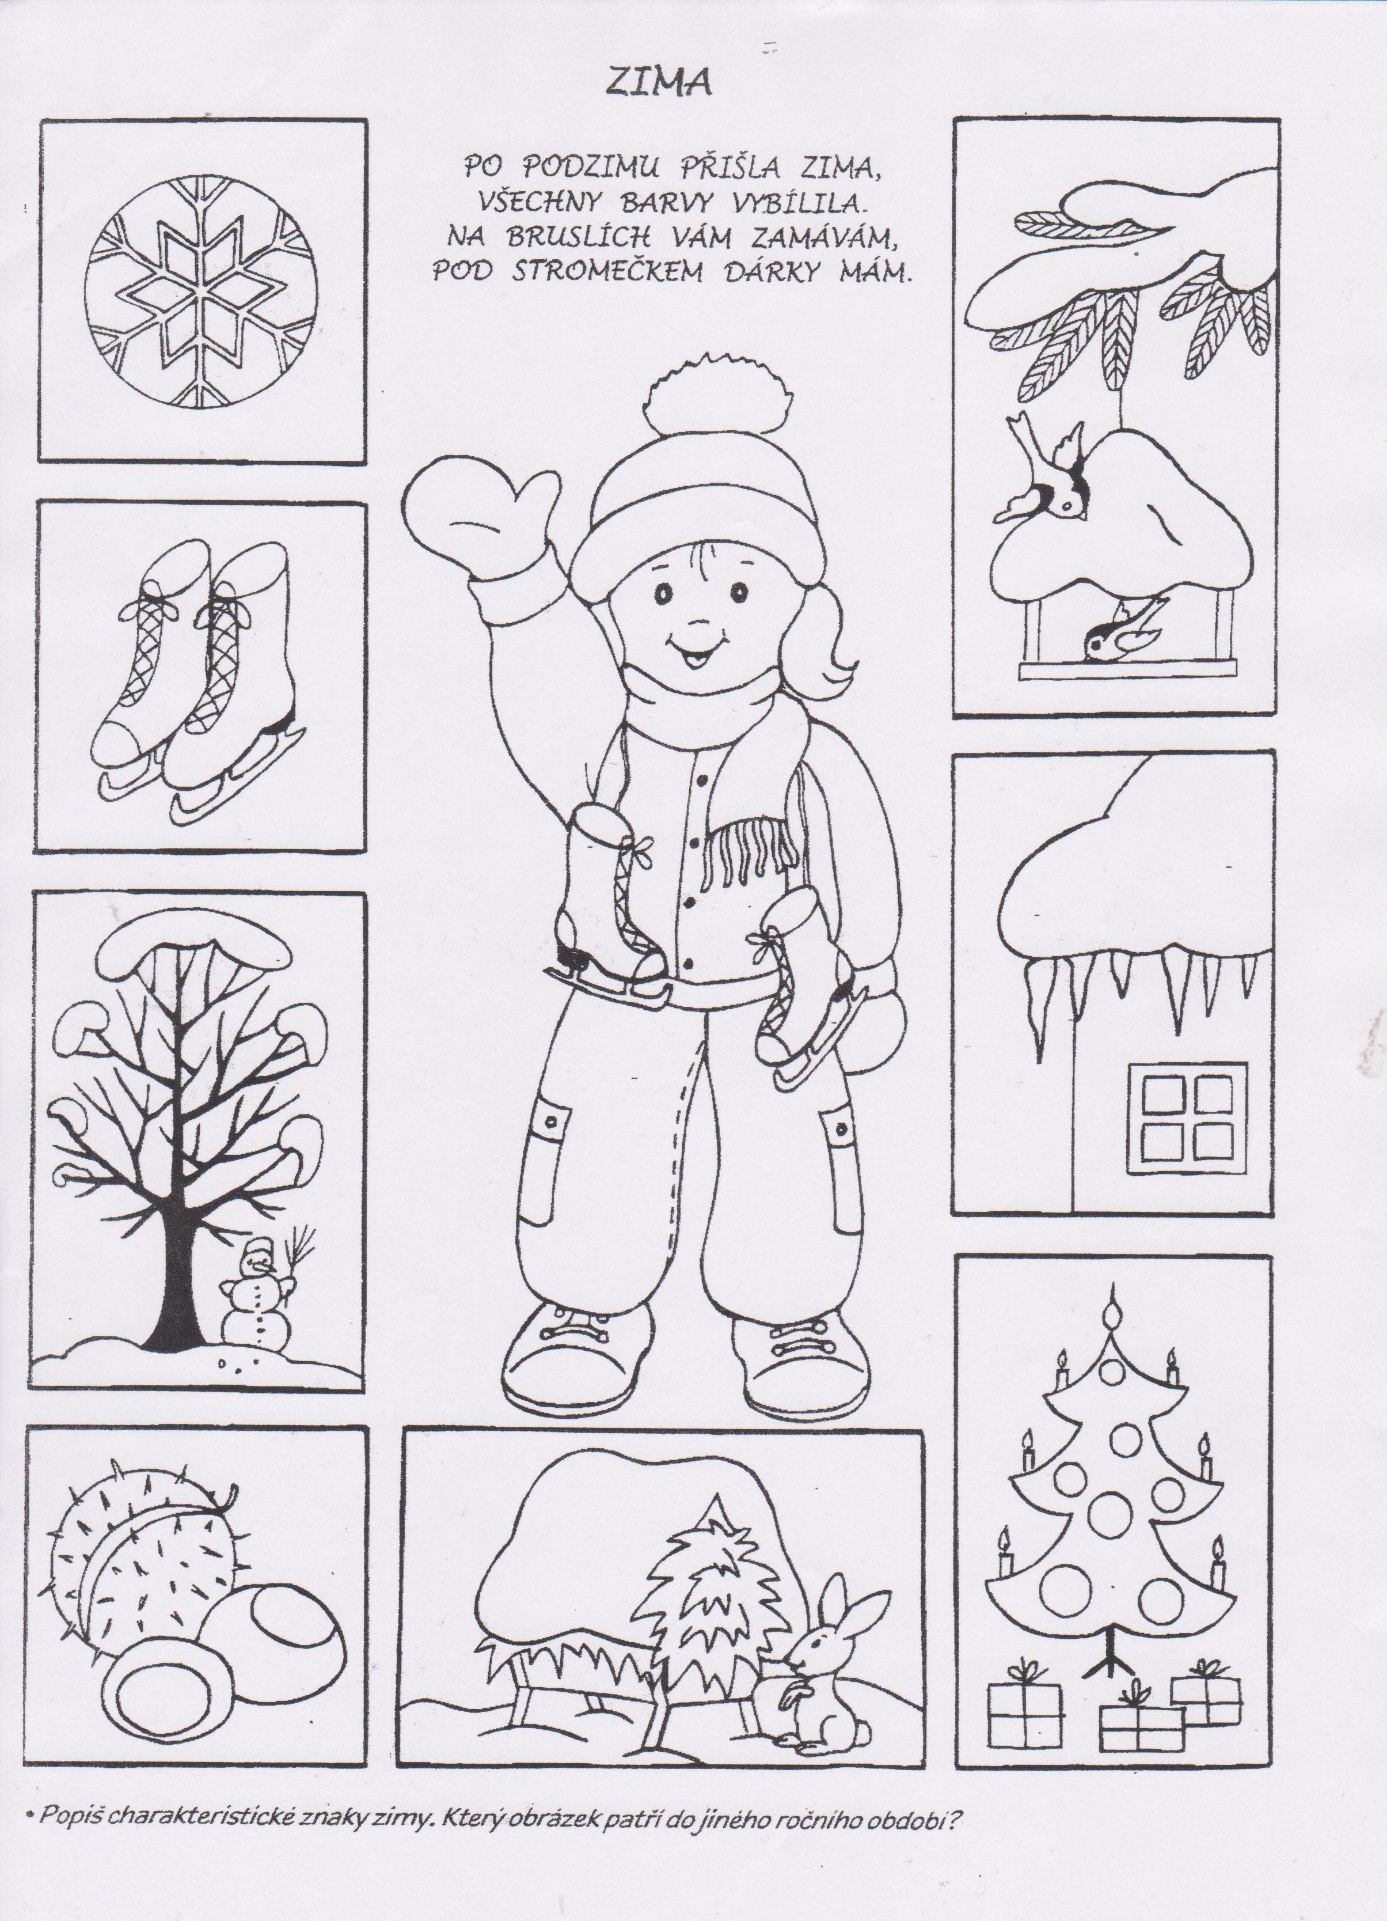 ZIMA
PO PODZIMU PŘIŠLA ZIMA,
VŠECHNY BARVY VYBÍLILA.
NA BRUSLÍCH VÁM ZAMÁVÁM,
POD STROMEČKEM DÁRKY MÁM.
• Popiš charakteristické znaky zimy. Který obrázek patří do jiného ročního období?